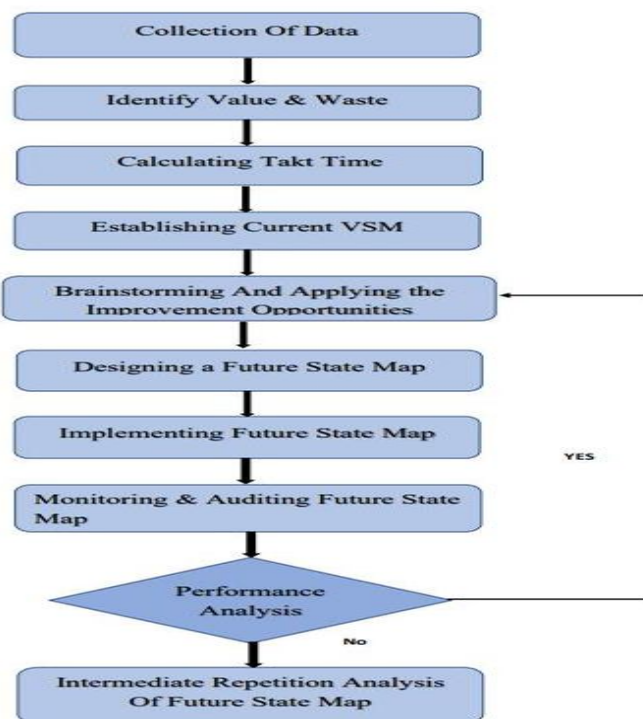 Collection Of Data
Identify Value & Waste
Calculating Takt Time
Establishing Current VSM
Brainstorming And Applying the
Improvement Opportunities
Designing a Future State Map
Implementing Future State Map
YES
Monitoring & Auditing Future State
Map
Performance
Analysis
No
Intermediate Repetition Analysis
Of Future State Map